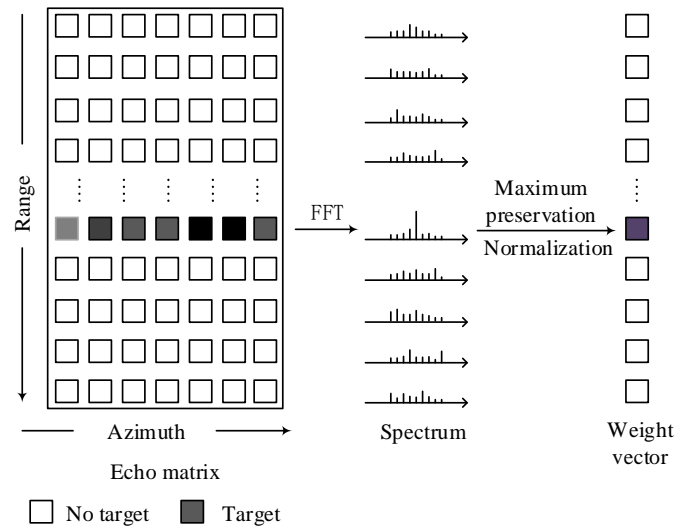 Range
FFT
Maximum
preservation
Normalization
Azimuth
Spectrum
Weight
vector
Echo matrix
No target
Target